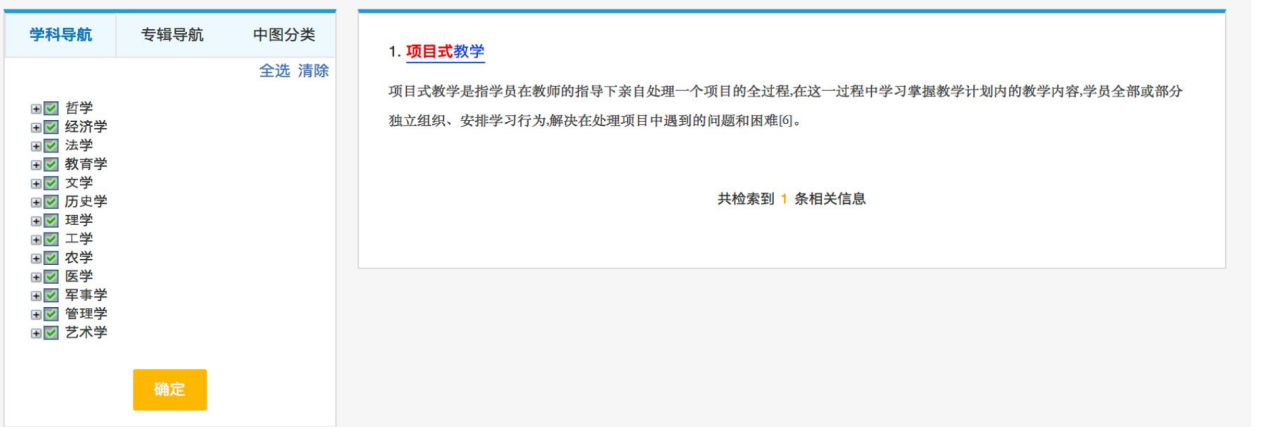 学科导航 专辑导航 中图分类
全选 清除
哲学
经济学
法学
教育学
文学
历史学
理学
工学
农学
医学
军事学
管理学
艺术学
确定
1. 项目式教学
项目式教学是指学员在教师的指导下亲自处理一个项目的全过程,在这一过程中学习掌握教学计划内的教学内容,学员全部或部分
独立组织、安排学习行为,解决在处理项目中遇到的问题和困难[6]。
共检索到 1 条相关信息